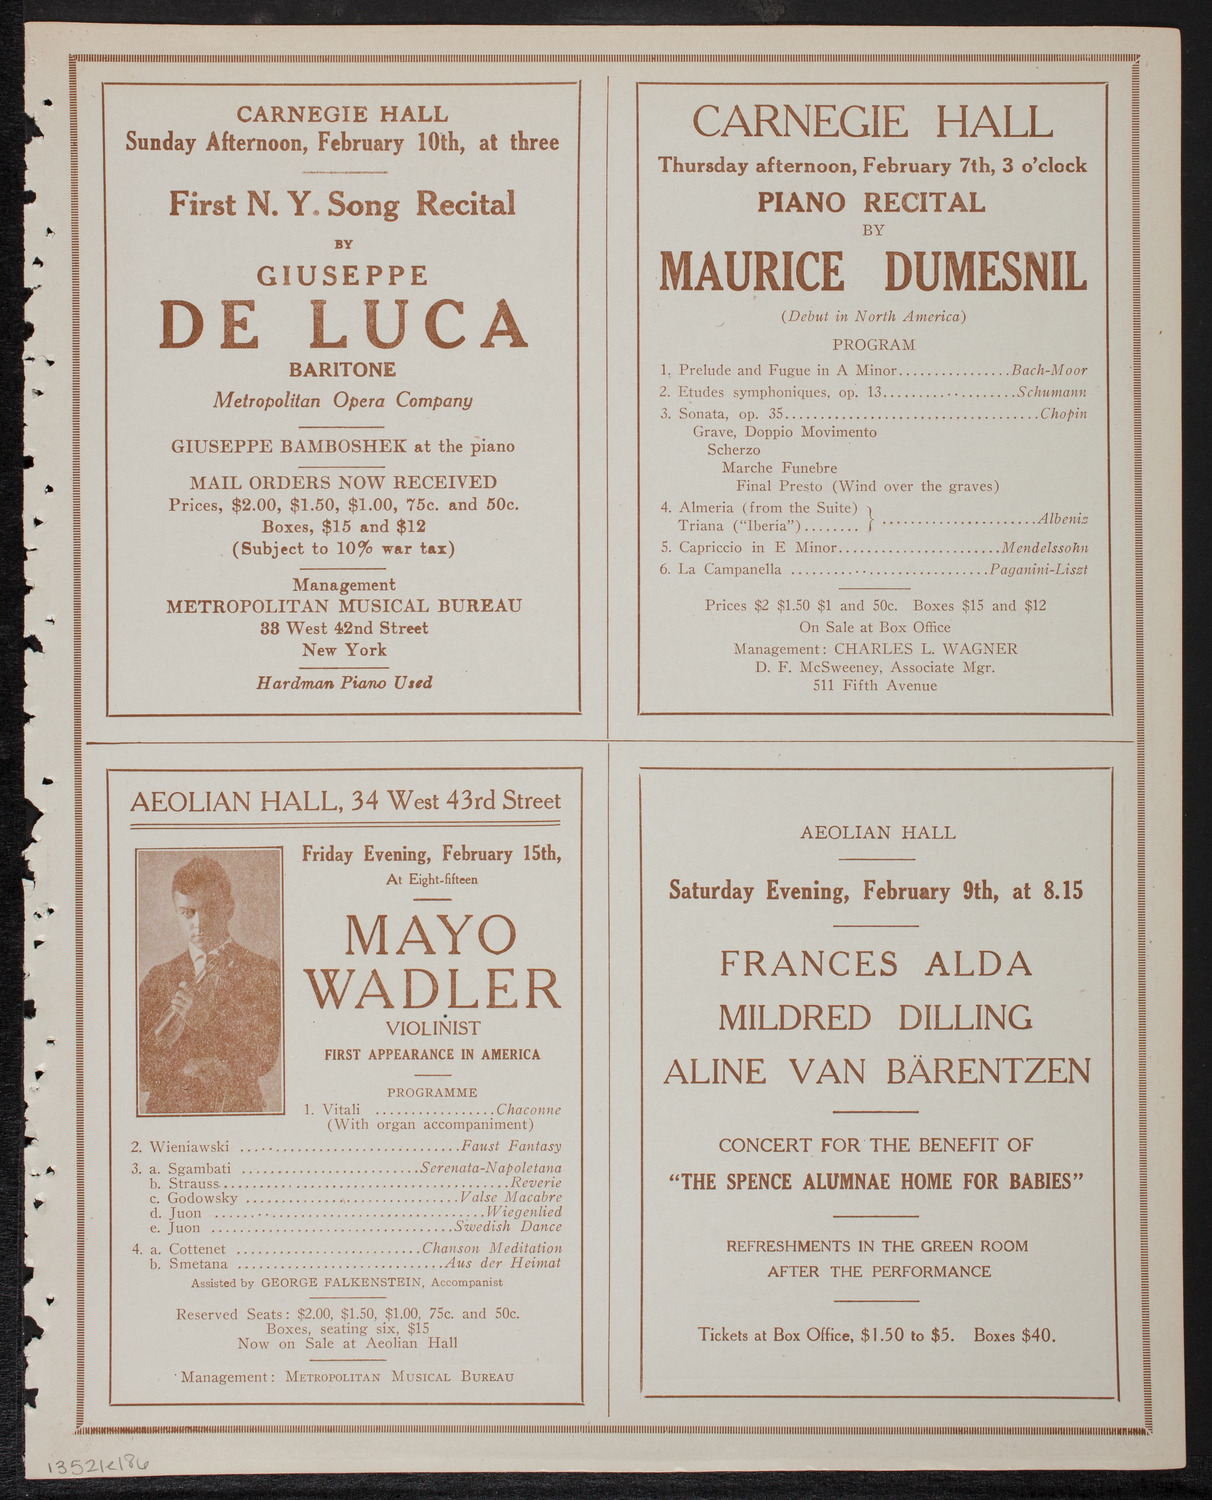 CARNEGIE HALL
Sunday Afternoon, February 10th, at three
First N. Y. Song Recital
BY
GIUSEPPE
DE LUCA
BARITONE
Metropolitan Opera Company
GIUSEPPE BAMBOSHEK at the piano
MAIL ORDERS NOW RECEIVED
Prices, $2.00, $1.50, $1.00, 75c. and 50c.
Boxes, $15 and $12
(Subject to 10% war tax)
Management
METROPOLITAN MUSICAL BUREAU
33 West 42nd Street
New York
Hardman Piano Used
CARNEGIE HALL
Thursday afternoon, February 7th, 3 o'clock
PIANO RECITAL
BY
MAURICE DUMESNIL
(Debut in North America)
PROGRAM
1. Prelude and Fugue in A Minor................Bach-Moor
2. Etudes symphoniques, op. 13...................Schumann
3. Sonata, op. 35....................................Chopin
Grave, Doppio Movimento
Scherzo
Marche Funebre
Final Presto (Wind over the graves)
4. Almeria (from the Suite)
Triana ("Iberia")........ } ......................Albeniz
5. Capriccio in E Minor.......................Mendelssohn
6. La Campanella ............................Paganini-Liszt
Prices $2 $1.50 $1 and 50c. Boxes $15 and $12
On Sale at Box Office
Management: CHARLES L. WAGNER
D. F. McSweeney, Associate Mgr.
511 Fifth Avenue
AEOLIAN HALL, 34 West 43rd Street
Friday Evening, February 15th,
At Eight-fifteen
MAYO
WADLER
VIOLINIST
FIRST APPEARANCE IN AMERICA
PROGRAMME
1. Vitali .................Chaconne
(With organ accompaniment)
2. Wieniawski ...............................Faust Fantasy
3. a. Sgambati .........................Serenata-Napoletana
b. Strauss.........................................Reverie
c. Godowsky ..............................Valse Macabre
d. Juon ......................................Wiegenlied
e. Juon ..................................Swedish Dance
4. a. Cottenet ..........................Chanson Meditation
b. Smetana .............................Aus der Heimat
Assisted by GEORGE FALKENSTEIN, Accompanist
Reserved Seats: $2.00, $1.50, $1.00, 75c. and 50c.
Boxes, seating six, $15
Now on Sale at Aeolian Hall
Management: METROPOLITAN MUSICAL BUREAU
AEOLIAN HALL
Saturday Evening, February 9th, at 8.15
FRANCES ALDA
MILDRED DILLING
ALINE VAN BÄRENTZEN
CONCERT FOR THE BENEFIT OF
"THE SPENCE ALUMNAE HOME FOR BABIES"
REFRESHMENTS IN THE GREEN ROOM
AFTER THE PERFORMANCE
Tickets at Box Office, $1.50 to $5. Boxes $40.